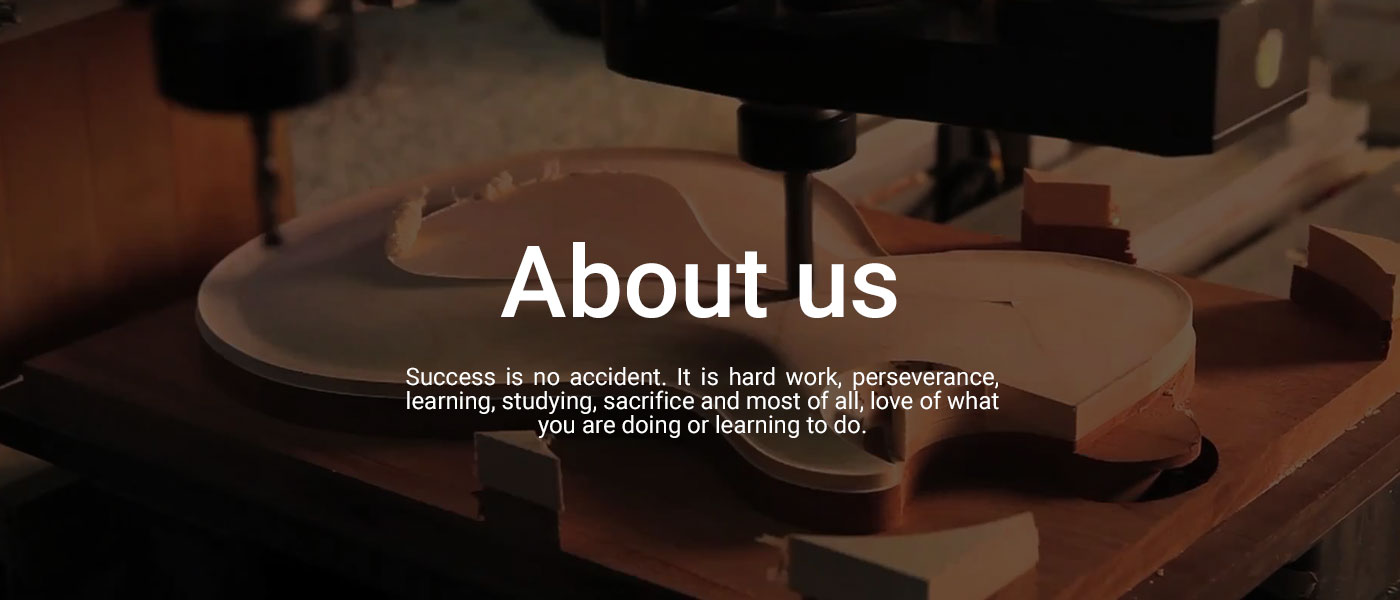 About us
Success is no accident. It is hard work, perseverance,
learning, studying, sacrifice and most of all, love of what
you are doing or learning to do.